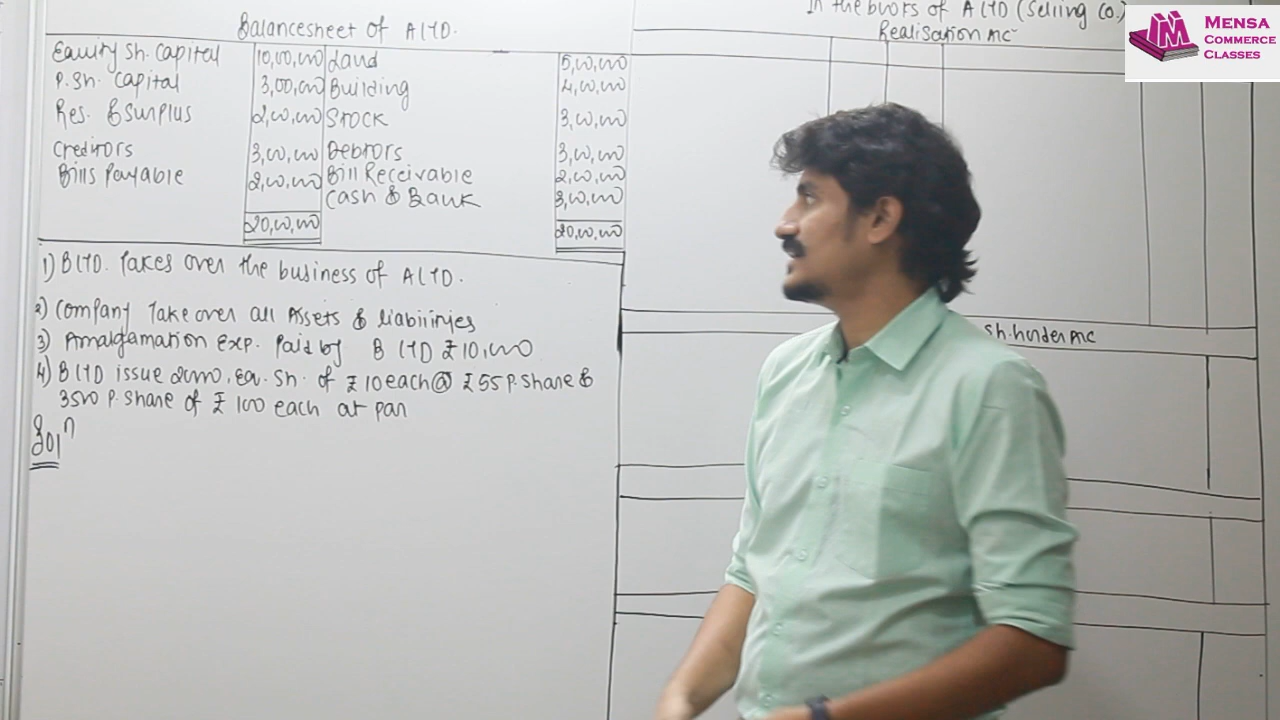 Balancesheet of A LTD.
Equity Sh. Capital 10,00,000 Land 5,00,000
P. Sh. Capital 3,00,000 Building 4,00,000
Res. & Surplus 2,00,000 Stock 3,00,000
Creditors 3,00,000 Debtors 3,00,000
Bills Payable 2,00,000 Bill Receivable 2,00,000
Cash & Bank 3,00,000
20,00,000 20,00,000
1) B LTD. Takes over the business of A LTD.
2) Company Take over all Assets & liabilities
3) Amalgamation Exp. Paid by B LTD ₹ 10,000
4) B LTD issue 20000, Eq. Sh. of ₹ 10 each @ ₹ 55 P. Share &
3500 P. Share of ₹ 100 each at par
Solⁿ
In the books of A LTD (Selling Co.)
Realisation A/c
Sh. holder A/c
MENSA
COMMERCE
CLASSES